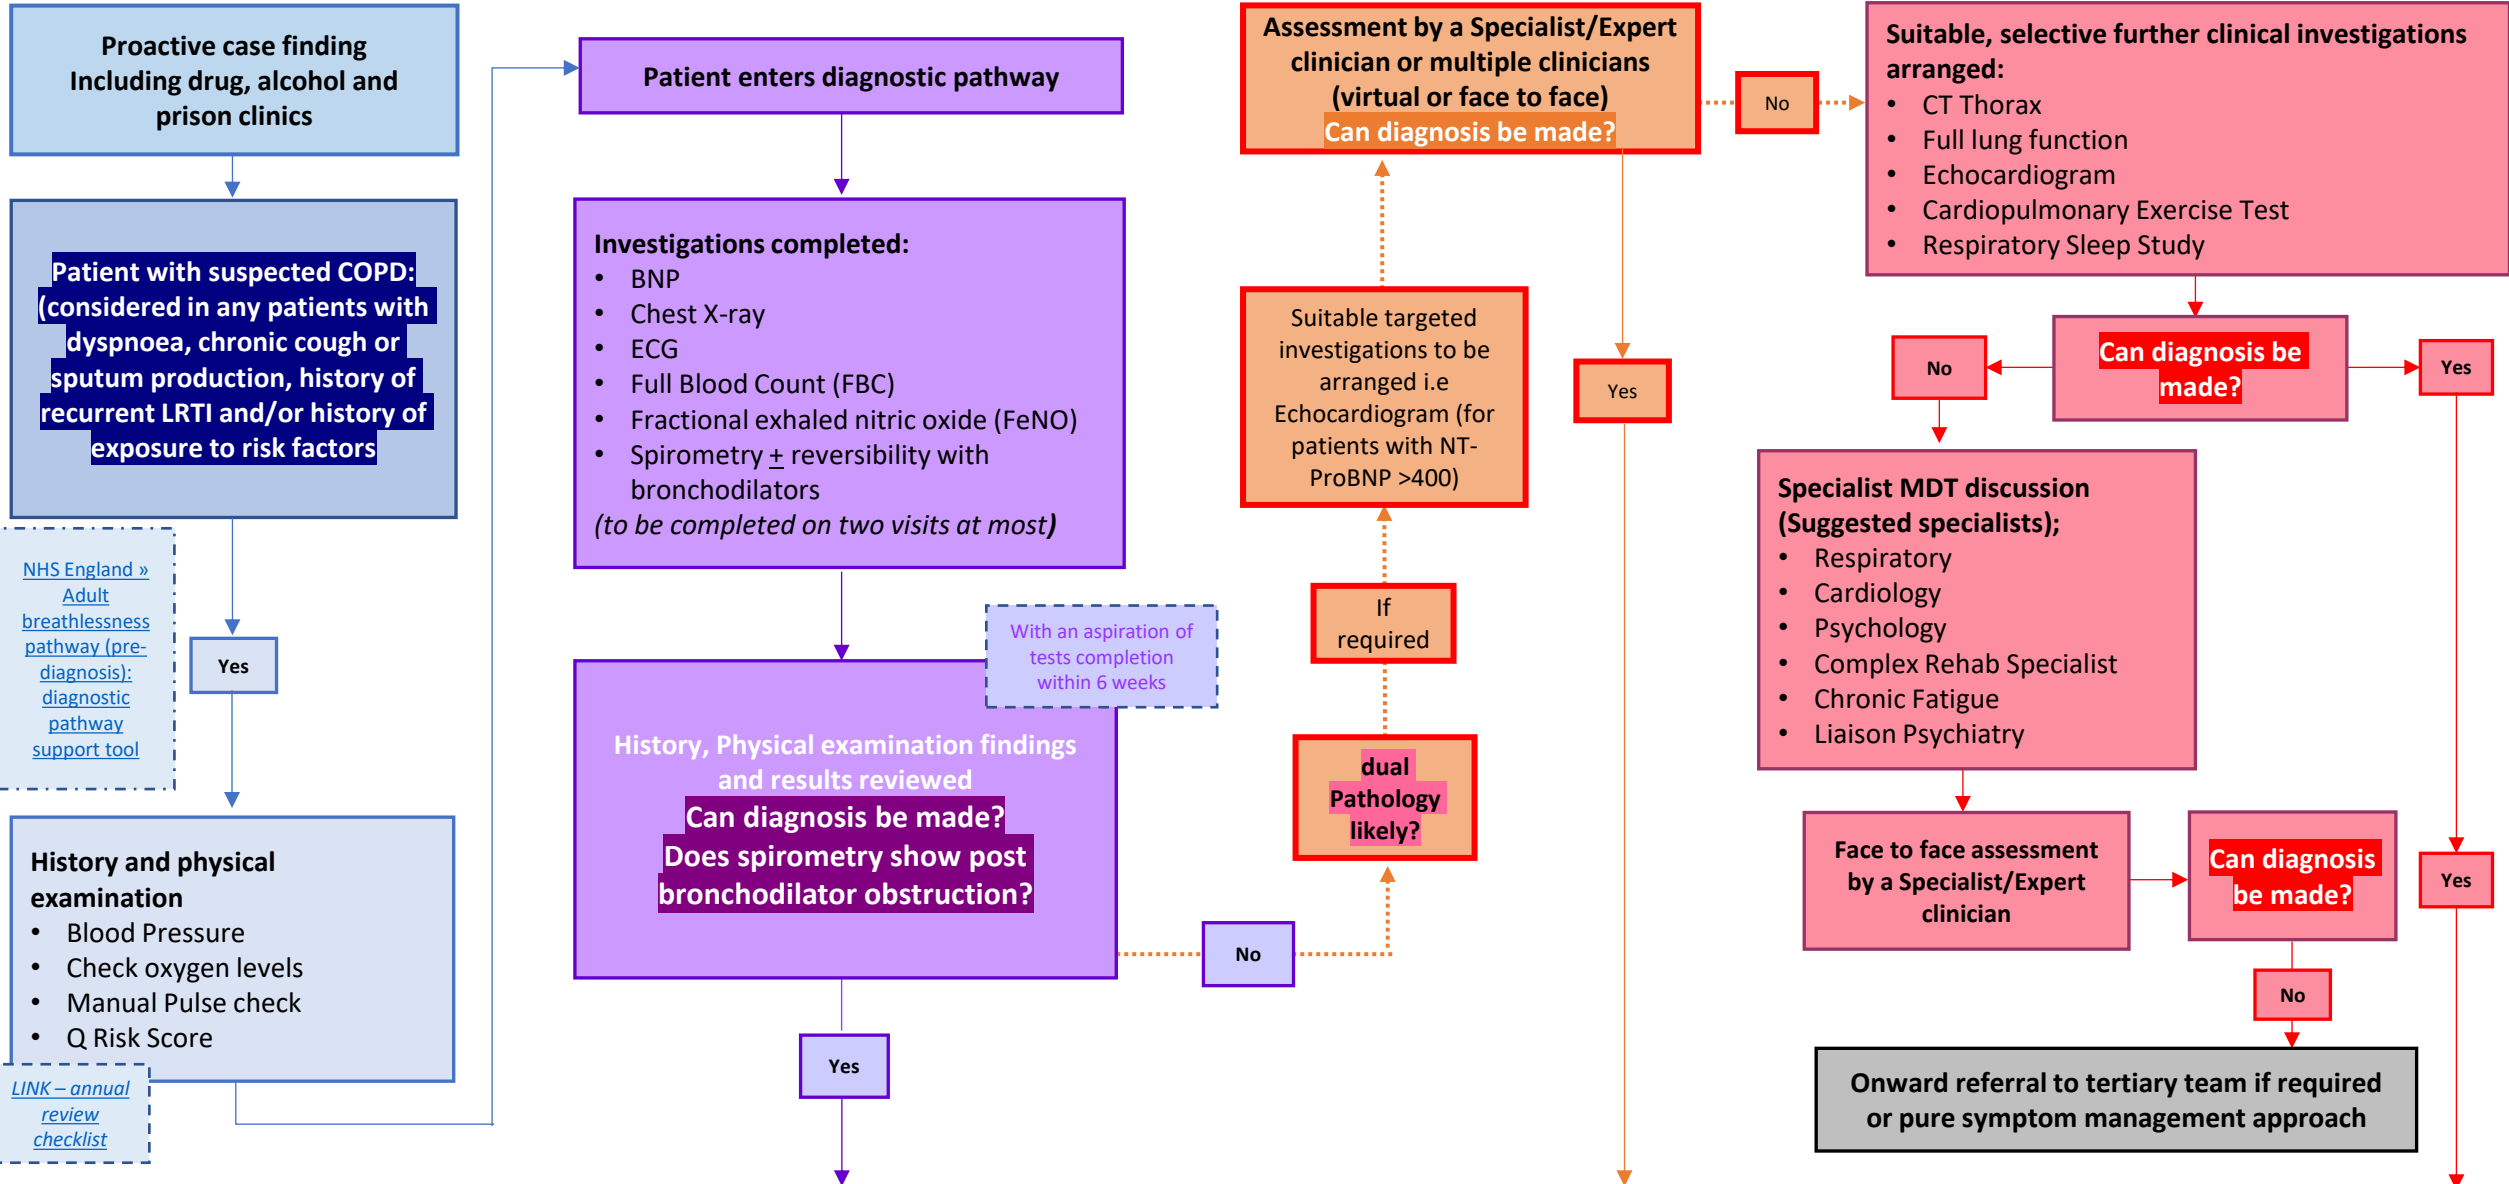 Proactive case finding
Including drug, alcohol and
prison clinics
Patient with suspected COPD:
(considered in any patients with
dyspnoea, chronic cough or
sputum production, history of
recurrent LRTI and/or history of
exposure to risk factors
NHS England »
Adult
breathlessness
pathway (pre-
diagnosis):
diagnostic
pathway
support tool
Yes
History and physical
examination
• Blood Pressure
• Check oxygen levels
• Manual Pulse check
• Q Risk Score
LINK – annual
review
checklist
Patient enters diagnostic pathway
Investigations completed:
• BNP
• Chest X-ray
• ECG
• Full Blood Count (FBC)
• Fractional exhaled nitric oxide (FeNO)
• Spirometry ± reversibility with
bronchodilators
(to be completed on two visits at most)
With an aspiration of
tests completion
within 6 weeks
History, Physical examination findings
and results reviewed
Can diagnosis be made?
Does spirometry show post
bronchodilator obstruction?
No
Yes
Assessment by a Specialist/Expert
clinician or multiple clinicians
(virtual or face to face)
Can diagnosis be made?
No
Suitable targeted
investigations to be
arranged i.e
Echocardiogram (for
patients with NT-
ProBNP >400)
Yes
If
required
dual
Pathology
likely?
Suitable, selective further clinical investigations
arranged:
• CT Thorax
• Full lung function
• Echocardiogram
• Cardiopulmonary Exercise Test
• Respiratory Sleep Study
Can diagnosis be
made?
No
Yes
Specialist MDT discussion
(Suggested specialists);
• Respiratory
• Cardiology
• Psychology
• Complex Rehab Specialist
• Chronic Fatigue
• Liaison Psychiatry
Face to face assessment
by a Specialist/Expert
clinician
Can diagnosis
be made?
Yes
No
Onward referral to tertiary team if required
or pure symptom management approach